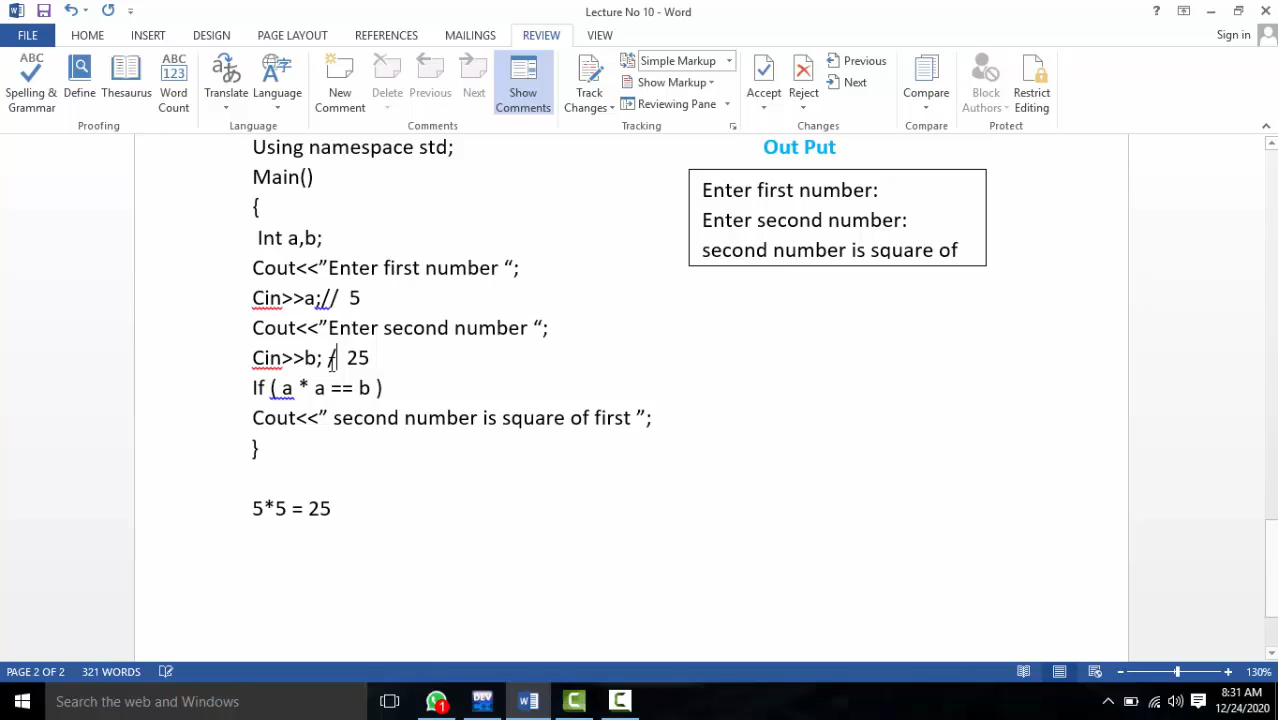 Lecture No 10 - Word
FILE HOME INSERT DESIGN PAGE LAYOUT REFERENCES MAILINGS REVIEW VIEW Sign in
ABC Spelling & Grammar
Define
Thesaurus
ABC 123 Word Count
Proofing
Translate
Language
Language
New Comment
Delete
Previous
Next
Show Comments
Comments
Track Changes
Simple Markup
Show Markup
Reviewing Pane
Tracking
Accept
Reject
Previous
Next
Changes
Compare
Compare
Block Authors
Restrict Editing
Protect
Using namespace std;
Main()
{
Int a,b;
Cout<<”Enter first number “;
Cin>>a;// 5
Cout<<”Enter second number “;
Cin>>b; / 25
If ( a * a == b )
Cout<<” second number is square of first ”;
}
5*5 = 25
Out Put
Enter first number:
Enter second number:
second number is square of
PAGE 2 OF 2 321 WORDS 130%
Search the web and Windows
1
DEV
8:31 AM
12/24/2020